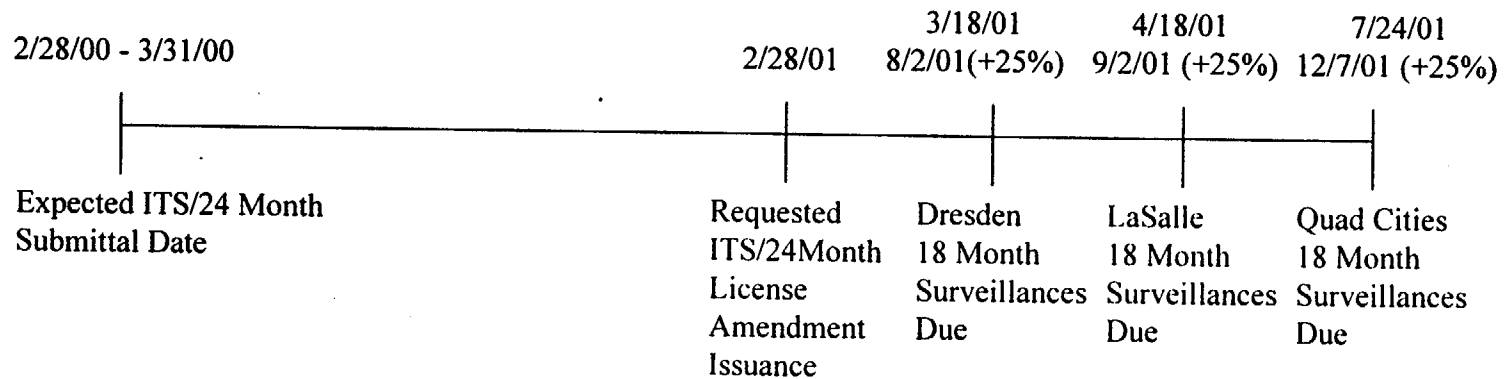 2/28/00 - 3/31/00
2/28/01
3/18/01
8/2/01(+25%)
4/18/01
9/2/01 (+25%)
7/24/01
12/7/01 (+25%)
Expected ITS/24 Month
Submittal Date
Requested
ITS/24Month
License
Amendment
Issuance
Dresden
18 Month
Surveillances
Due
LaSalle
18 Month
Surveillances
Due
Quad Cities
18 Month
Surveillances
Due